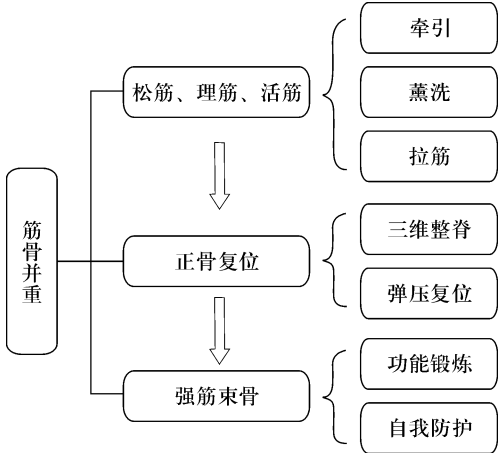 筋骨并重
松筋、理筋、活筋
牵引
薰洗
拉筋
正骨复位
三维整脊
弹压复位
强筋束骨
功能锻炼
自我防护